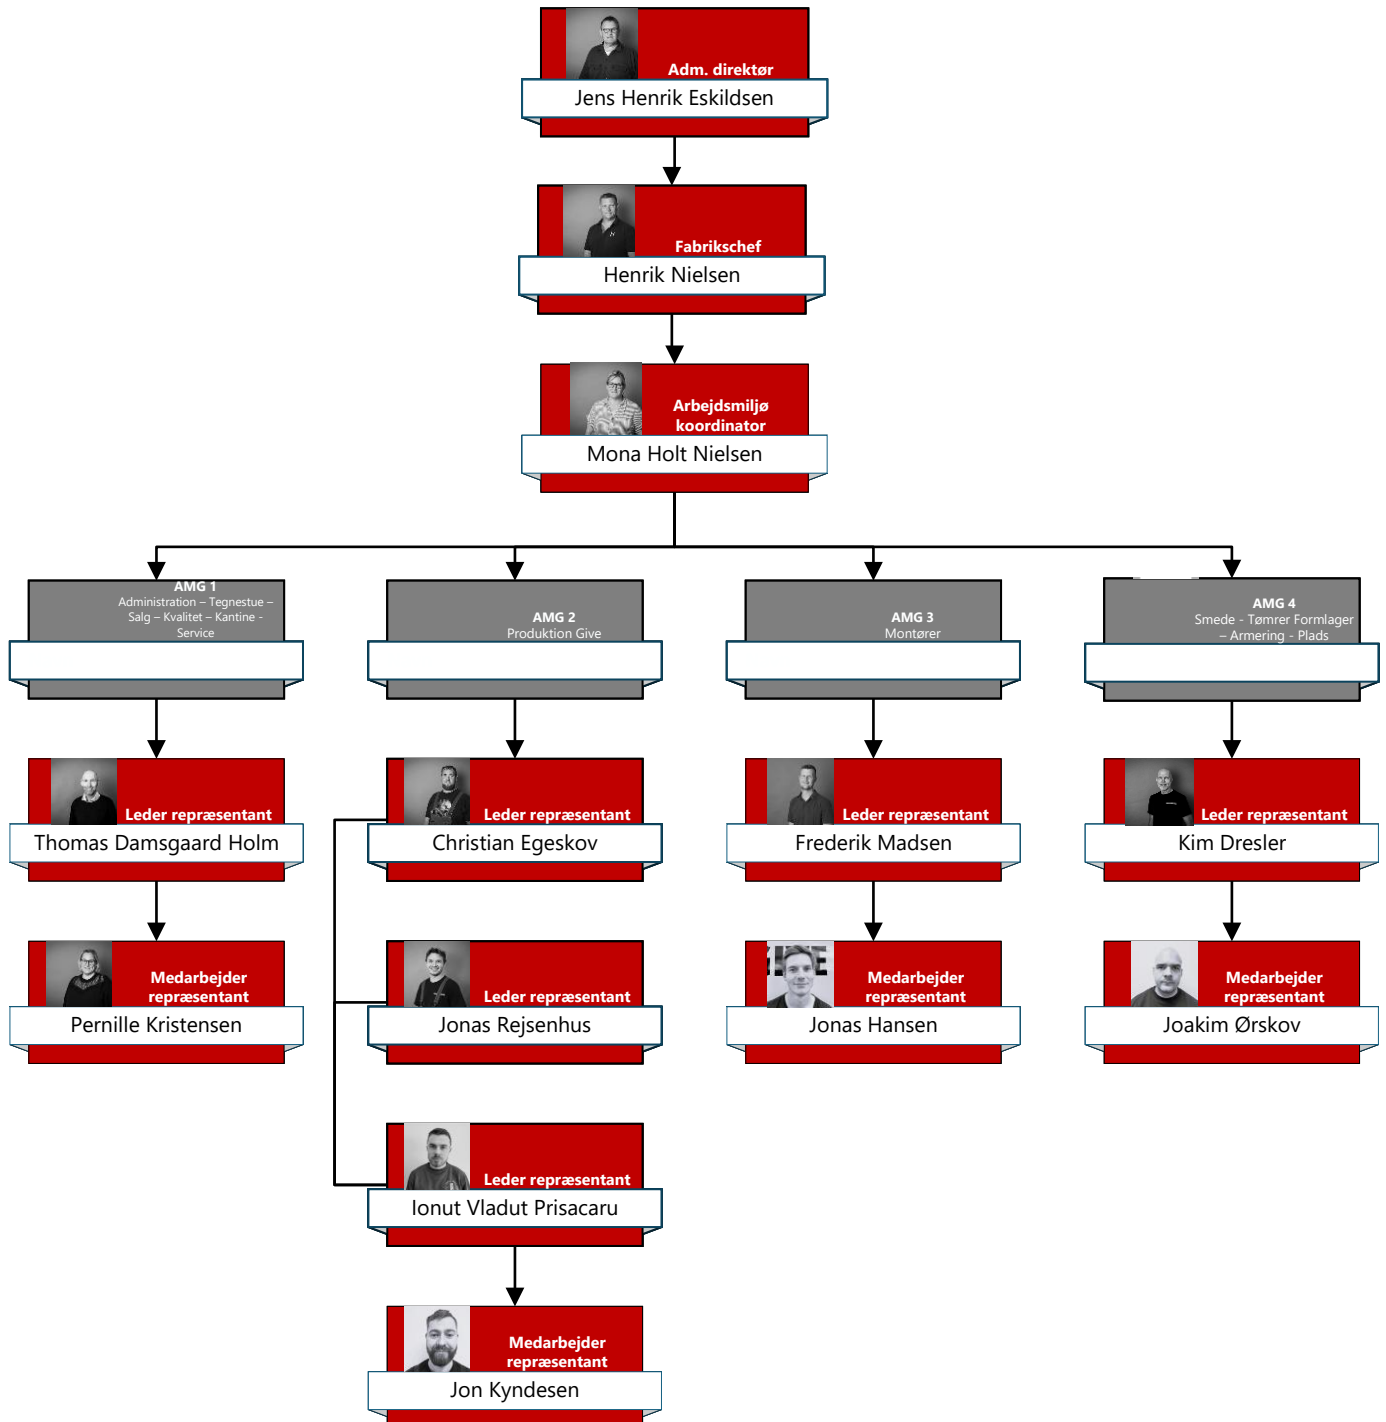 Adm. direktør
Jens Henrik Eskildsen
Fabrikschef
Henrik Nielsen
Arbejdsmiljø
koordinator
Mona Holt Nielsen
AMG 1
Administration – Tegnestue –
Salg – Kvalitet – Kantine -
Service
AMG 2
Produktion Give
AMG 3
Montører
AMG 4
Smede - Tømrer Formlager
– Armering - Plads
Leder repræsentant
Thomas Damsgaard Holm
Leder repræsentant
Christian Egeskov
Leder repræsentant
Frederik Madsen
Leder repræsentant
Kim Dresler
Medarbejder
repræsentant
Pernille Kristensen
Leder repræsentant
Jonas Rejsenhus
Medarbejder
repræsentant
Jonas Hansen
Medarbejder
repræsentant
Joakim Ørskov
Leder repræsentant
Ionut Vladut Prisacaru
Medarbejder
repræsentant
Jon Kyndesen